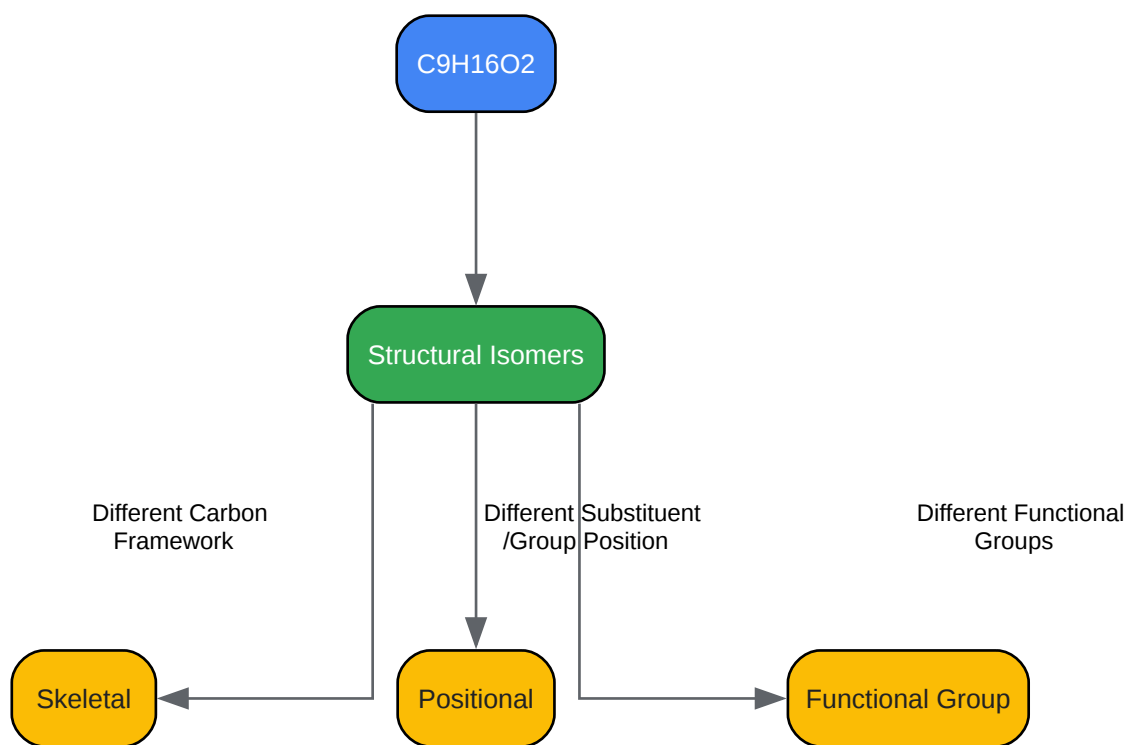 C9H16O2
Structural Isomers
Different Carbon
Framework
Different Substituent
/Group Position
Different Functional
Groups
Skeletal
Positional
Functional Group